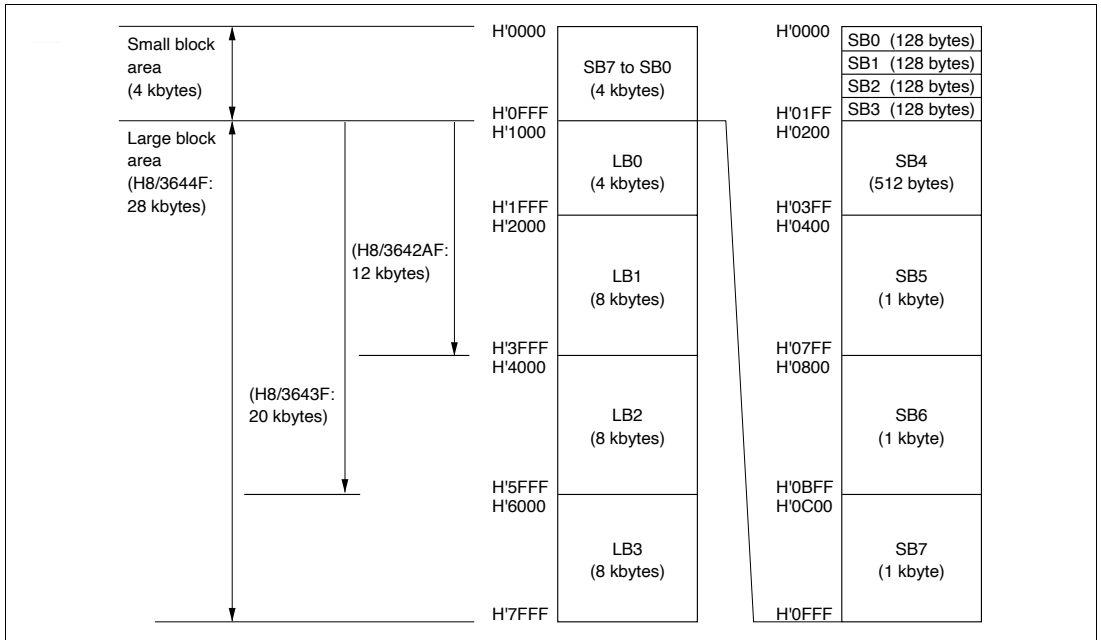 Small block
area
(4 kbytes)
Large block
area
(H8/3644F:
28 kbytes)
(H8/3642AF:
12 kbytes)
(H8/3643F:
20 kbytes)
H'0000
SB7 to SB0
(4 kbytes)
H'0FFF
H'1000
LB0
(4 kbytes)
H'1FFF
H'2000
LB1
(8 kbytes)
H'3FFF
H'4000
LB2
(8 kbytes)
H'5FFF
H'6000
LB3
(8 kbytes)
H'7FFF
H'0000
SB0 (128 bytes)
SB1 (128 bytes)
SB2 (128 bytes)
SB3 (128 bytes)
H'01FF
H'0200
SB4
(512 bytes)
H'03FF
H'0400
SB5
(1 kbyte)
H'07FF
H'0800
SB6
(1 kbyte)
H'0BFF
H'0C00
SB7
(1 kbyte)
H'0FFF